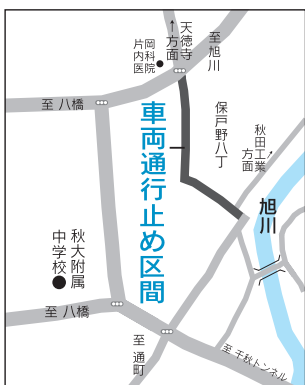 ↑天徳寺
方面
至旭川
岡科院
片内医
至 八橋
車両通行止め区間
保戸野八丁
秋田工業
方面
旭川
秋大附属
中学校
至 八橋
至 通町
至 千秋トンネル